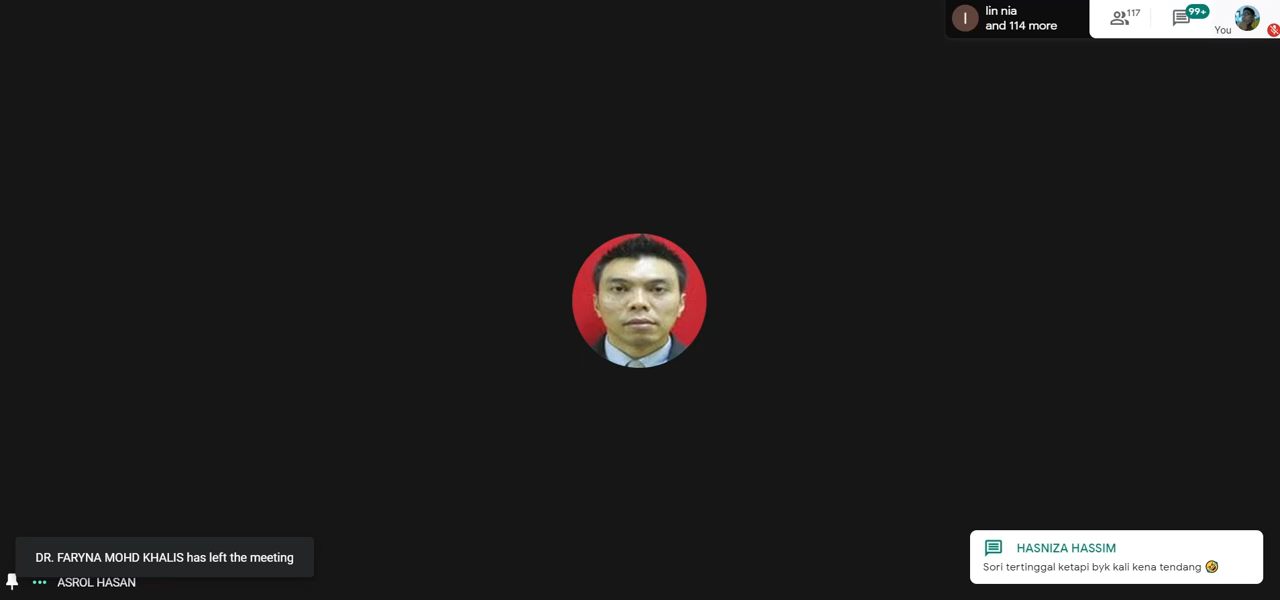 I
lin nia
and 114 more
117
99+
You
DR. FARYNA MOHD KHALIS has left the meeting
ASROL HASAN
HASNIZA HASSIM
Sori tertinggal ketapi byk kali kena tendang 🤣